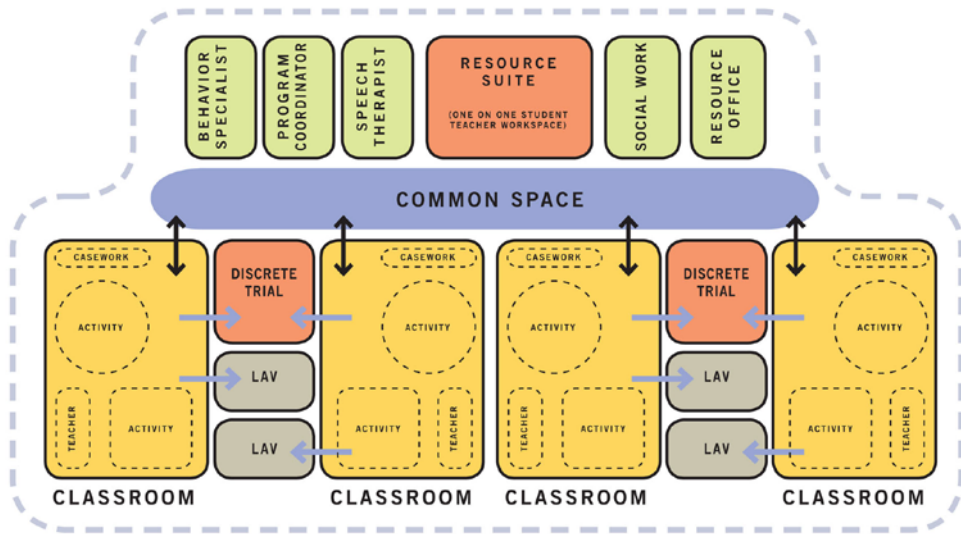 BEHAVIOR
SPECIALIST
PROGRAM
COORDINATOR
SPEECH
THERAPIST
RESOURCE
SUITE
(ONE ON ONE STUDENT
TEACHER WORKSPACE)
SOCIAL WORK
RESOURCE
OFFICE
COMMON SPACE
CASEWORK
ACTIVITY
TEACHER
ACTIVITY
CLASSROOM
DISCRETE
TRIAL
LAV
LAV
CASEWORK
ACTIVITY
ACTIVITY
TEACHER
CLASSROOM
CASEWORK
ACTIVITY
TEACHER
ACTIVITY
CLASSROOM
DISCRETE
TRIAL
LAV
LAV
CASEWORK
ACTIVITY
ACTIVITY
TEACHER
CLASSROOM